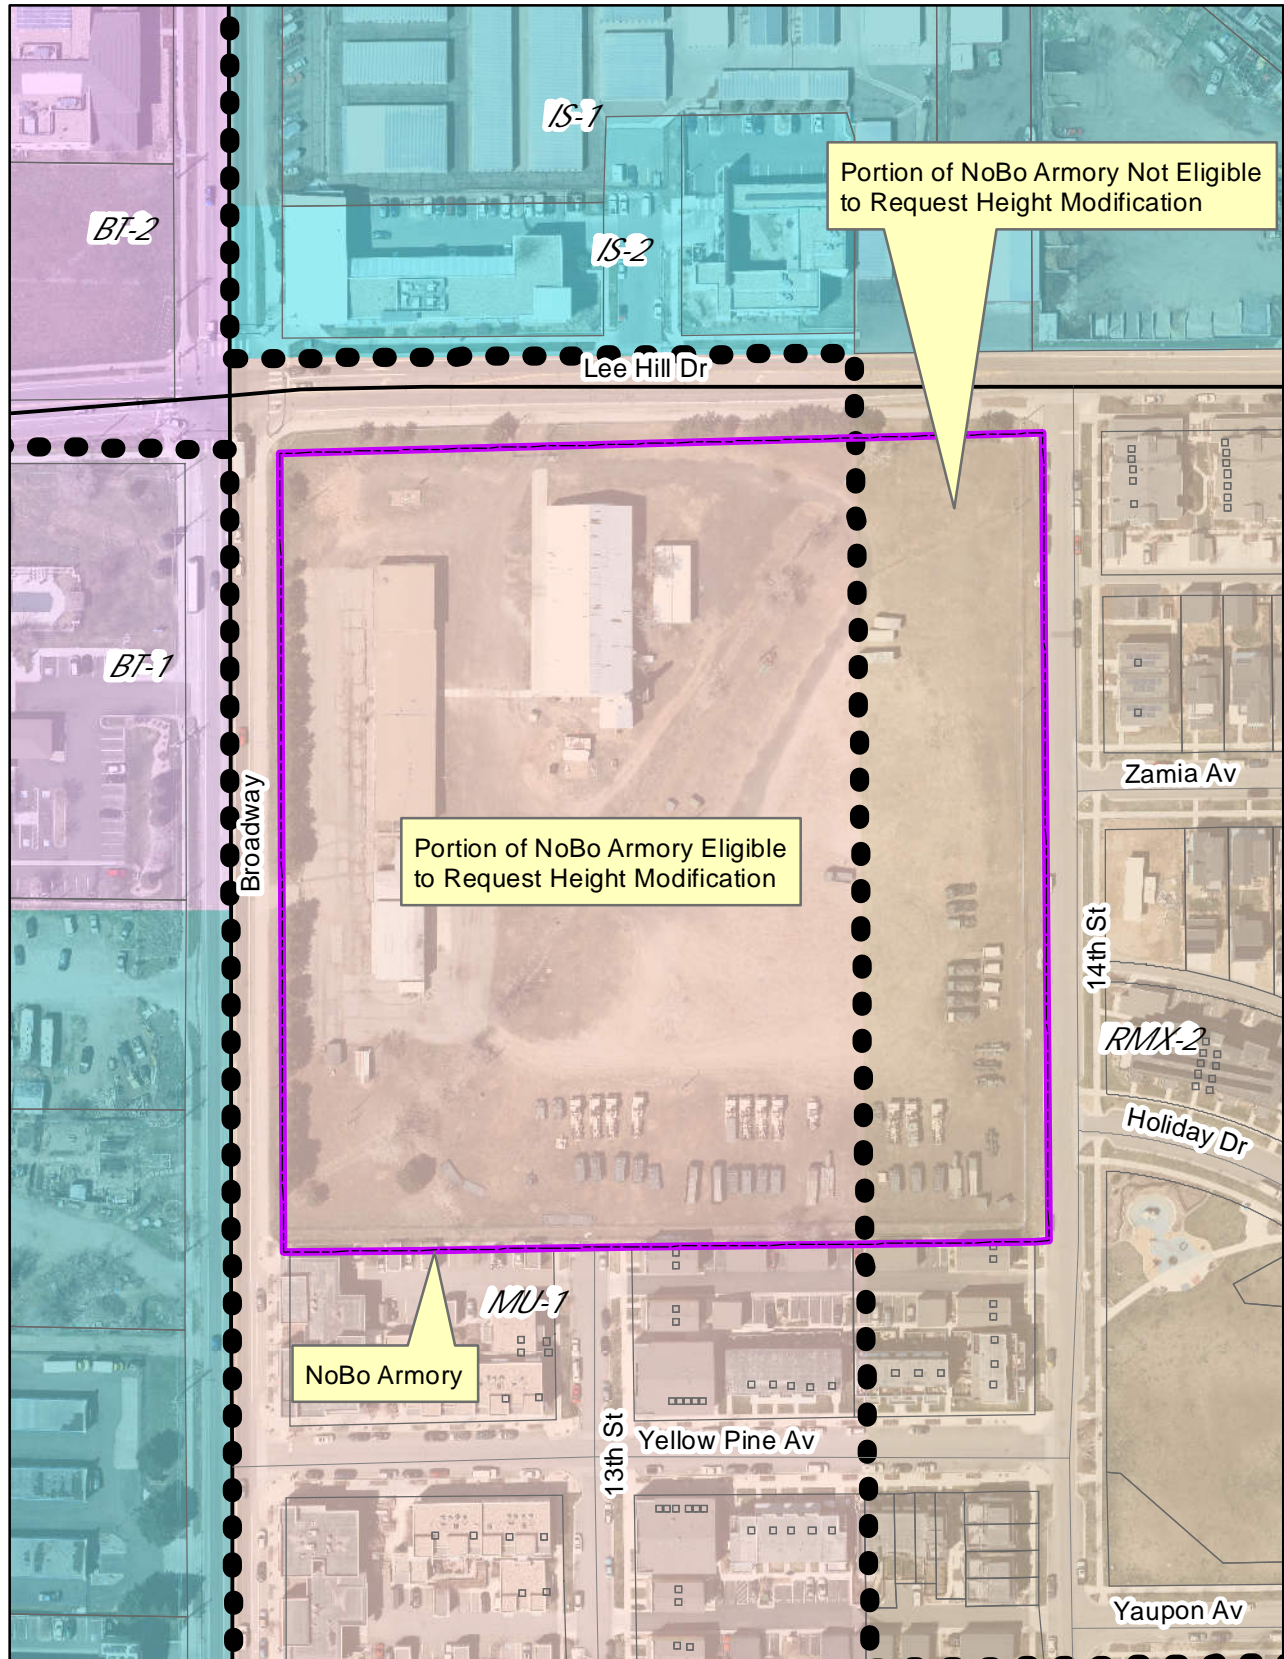 IS-1
Portion of NoBo Armory Not Eligible
to Request Height Modification
BT-2
IS-2
Lee Hill Dr
BT-1
Zamia Av
Broadway
Portion of NoBo Armory Eligible
to Request Height Modification
14th St
RMX-2
Holiday Dr
MU-1
NoBo Armory
13th St
Yellow Pine Av
Yaupon Av